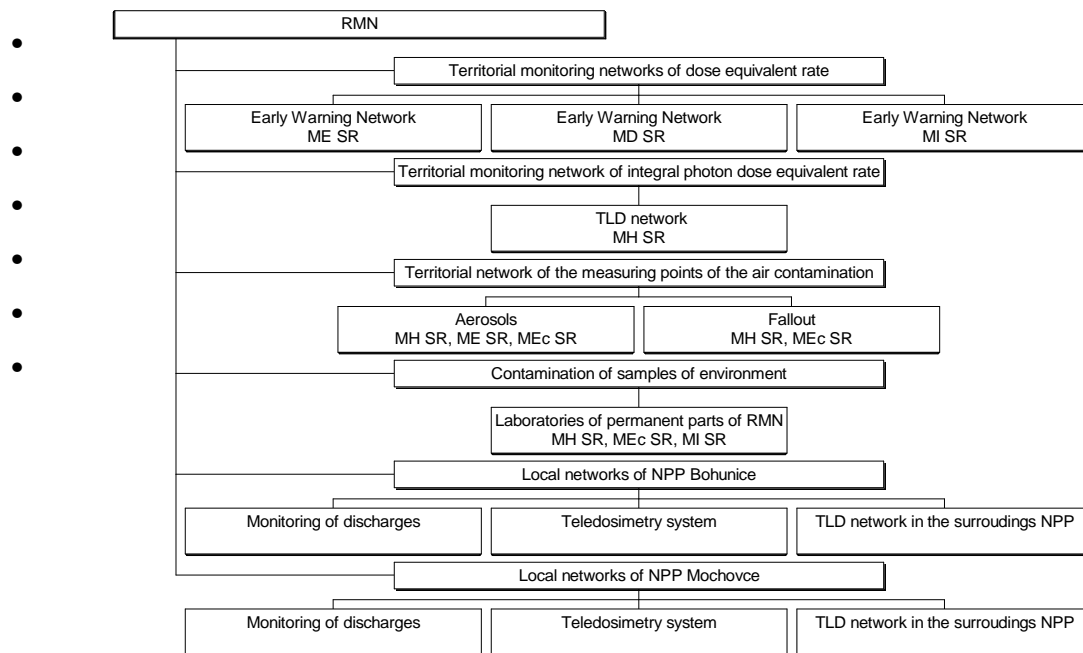 RMN
Territorial monitoring networks of dose equivalent rate
Early Warning Network
ME SR
Early Warning Network
MD SR
Early Warning Network
MI SR
Territorial monitoring network of integral photon dose equivalent rate
TLD network
MH SR
Territorial network of the measuring points of the air contamination
Aerosols
MH SR, ME SR, MEc SR
Fallout
MH SR, MEc SR
Contamination of samples of environment
Laboratories of permanent parts of RMN
MH SR, MEc SR, MI SR
Local networks of NPP Bohunice
Monitoring of discharges
Teledosimetry system
TLD network in the surroudings NPP
Local networks of NPP Mochovce
Monitoring of discharges
Teledosimetry system
TLD network in the surroudings NPP